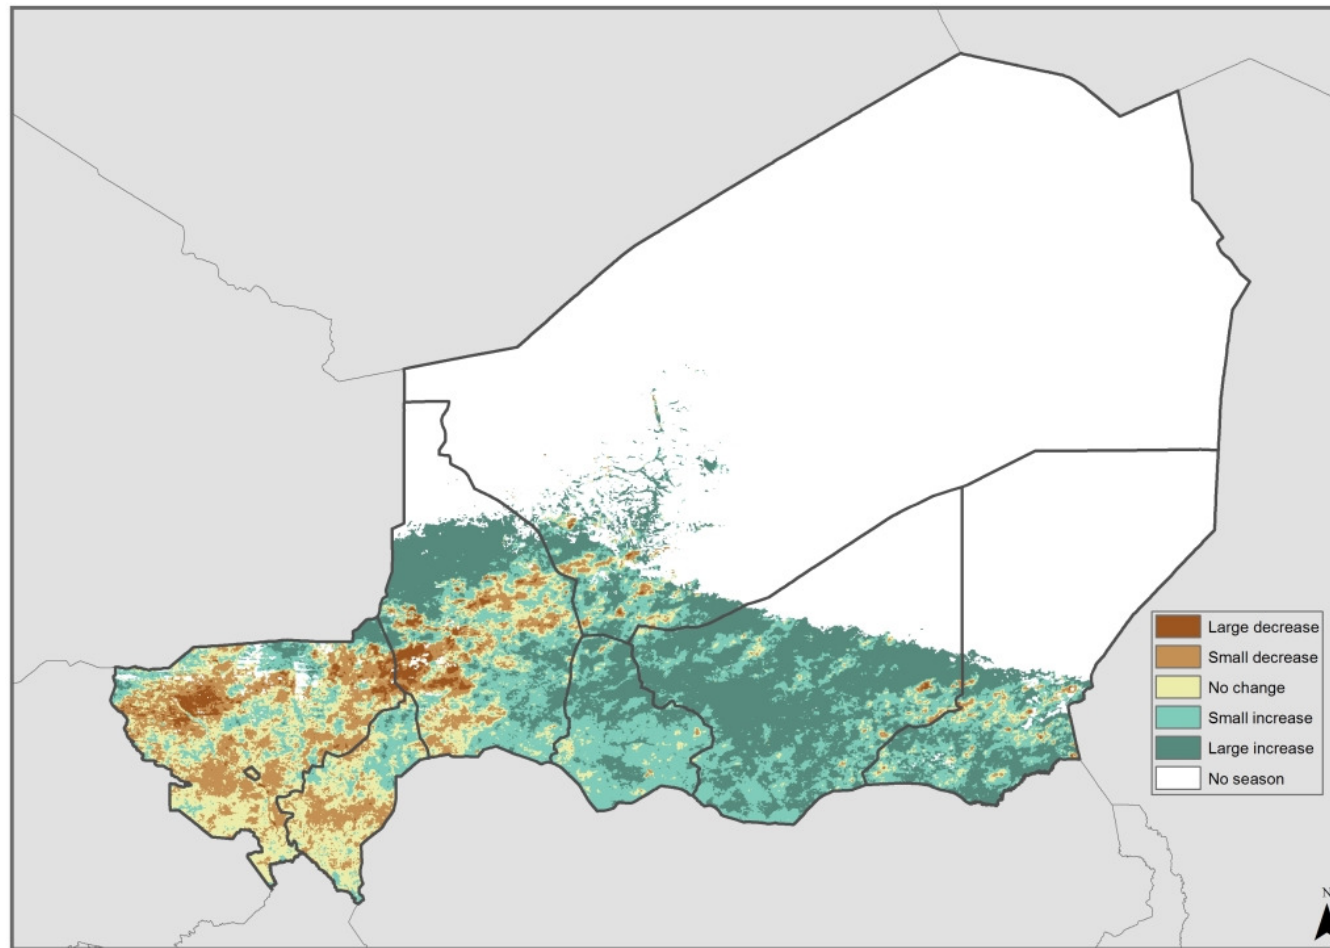 Large decrease
Small decrease
No change
Small increase
Large increase
No season
N